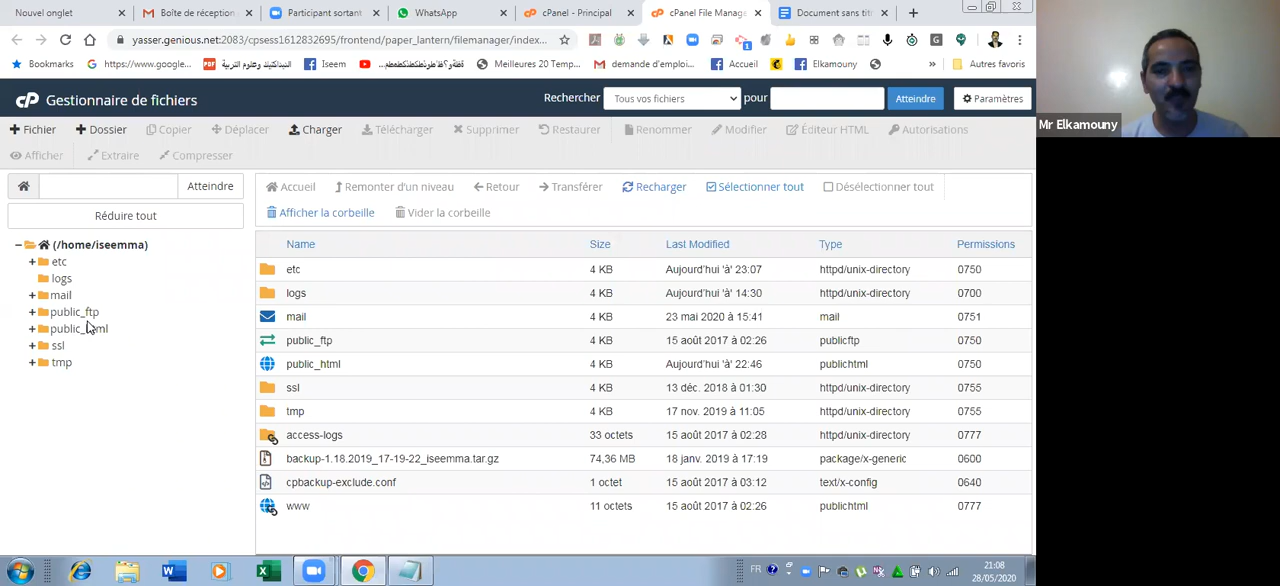 Nouvel onglet
Boîte de réception
Participant sortant
WhatsApp
cPanel - Principal
cPanel File Manage
Document sans titr
yasser.genious.net:2083/cpsess1612832695/frontend/paper_lantern/filemanager/index...
Bookmarks
https://www.google...
الديداكتيك وعلوم التربية
Iseem
Meilleures 20 Temp...
demande d'emploi...
Accueil
Elkamouny
»
Autres favoris
Mr Elkamouny
cP Gestionnaire de fichiers
Rechercher Tous vos fichiers pour Atteindre Paramètres
Fichier Dossier Copier Déplacer Charger Télécharger Supprimer Restaurer Renommer Modifier Éditeur HTML Autorisations
Afficher Extraire Compresser
Atteindre
Accueil Remonter d'un niveau Retour Transférer Recharger Sélectionner tout Désélectionner tout
Réduire tout
Afficher la corbeille Vider la corbeille
(/home/iseemma)
etc
logs
mail
public_ftp
ssl
tmp
Name Size Last Modified Type Permissions
etc 4 KB Aujourd'hui 'à' 23:07 httpd/unix-directory 0750
logs 4 KB Aujourd'hui 'à' 14:30 httpd/unix-directory 0700
mail 4 KB 23 mai 2020 à 15:41 mail 0751
public_ftp 4 KB 15 août 2017 à 02:26 publicftp 0750
public_html 4 KB Aujourd'hui 'à' 22:46 publichtml 0750
ssl 4 KB 13 déc. 2018 à 01:30 httpd/unix-directory 0755
tmp 4 KB 17 nov. 2019 à 11:05 httpd/unix-directory 0755
access-logs 33 octets 15 août 2017 à 02:28 httpd/unix-directory 0777
backup-1.18.2019_17-19-22_iseemma.tar.gz 74,36 MB 18 janv. 2019 à 17:19 package/x-generic 0600
cpbackup-exclude.conf 1 octet 15 août 2017 à 03:12 text/x-config 0640
www 11 octets 15 août 2017 à 02:26 publichtml 0777
FR
21:08
28/05/2020